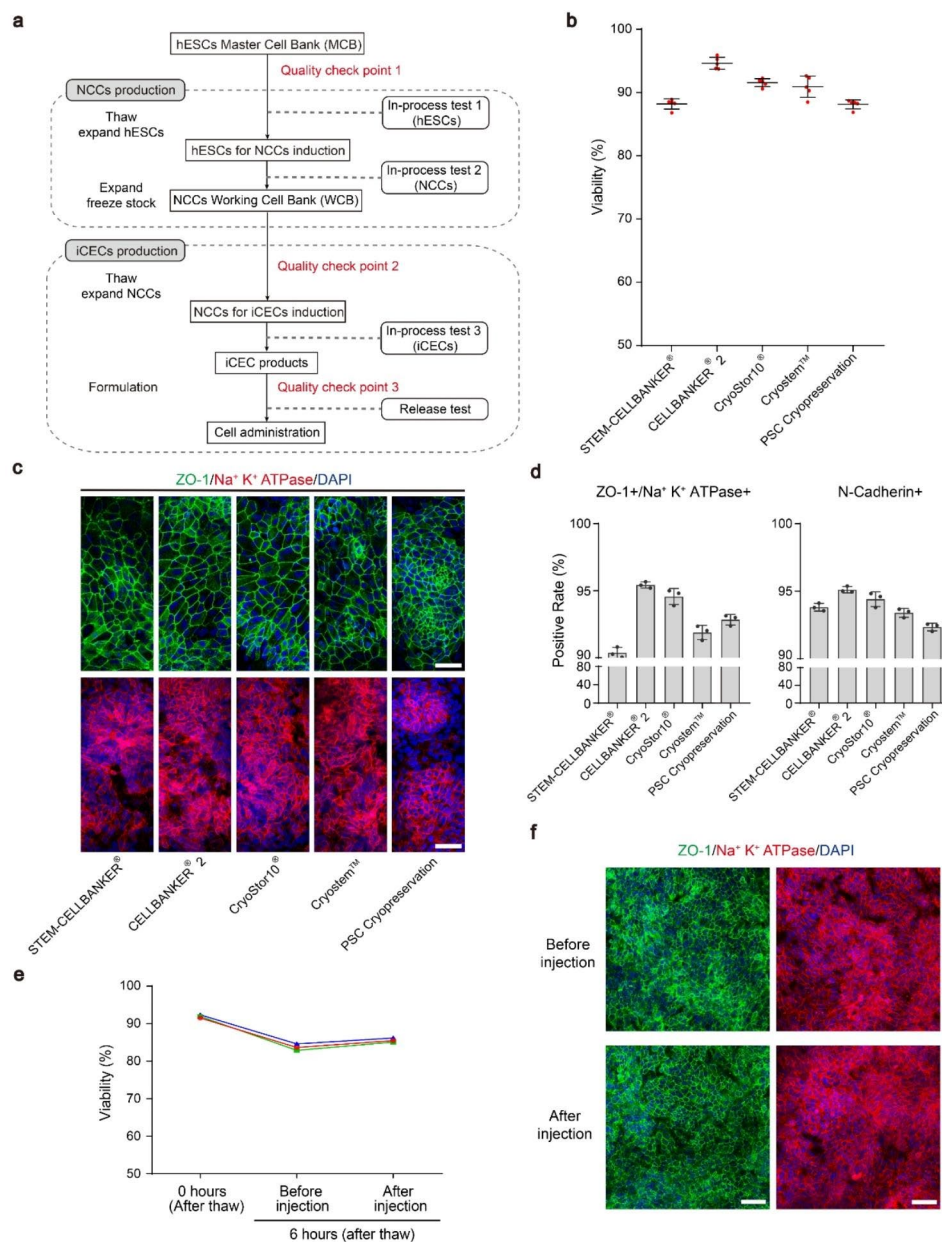 a
hESCs Master Cell Bank (MCB)
Quality check point 1
NCCs production
Thaw
expand hESCs
In-process test 1
(hESCs)
hESCs for NCCs induction
In-process test 2
(NCCs)
Expand
freeze stock
NCCs Working Cell Bank (WCB)
iCECs production
Quality check point 2
Thaw
expand NCCs
NCCs for iCECs induction
In-process test 3
(iCECs)
iCEC products
Formulation
Quality check point 3
Release test
Cell administration
b
Viability (%)
100
90
80
70
60
50
STEM-CELLBANKER®
CELLBANKER® 2
CryoStor10®
Cryostem™
PSC Cryopreservation
c
ZO-1/Na⁺ K⁺ ATPase/DAPI
STEM-CELLBANKER®
CELLBANKER® 2
CryoStor10®
Cryostem™
PSC Cryopreservation
d
ZO-1+/Na⁺ K⁺ ATPase+
Positive Rate (%)
100
95
90
80
40
0
STEM-CELLBANKER®
CELLBANKER® 2
CryoStor10®
Cryostem™
PSC Cryopreservation
N-Cadherin+
100
95
90
80
40
0
STEM-CELLBANKER®
CELLBANKER® 2
CryoStor10®
Cryostem™
PSC Cryopreservation
e
Viability (%)
100
90
80
70
60
50
0 hours
(After thaw)
Before
injection
After
injection
6 hours (after thaw)
f
ZO-1/Na⁺ K⁺ ATPase/DAPI
Before
injection
After
injection